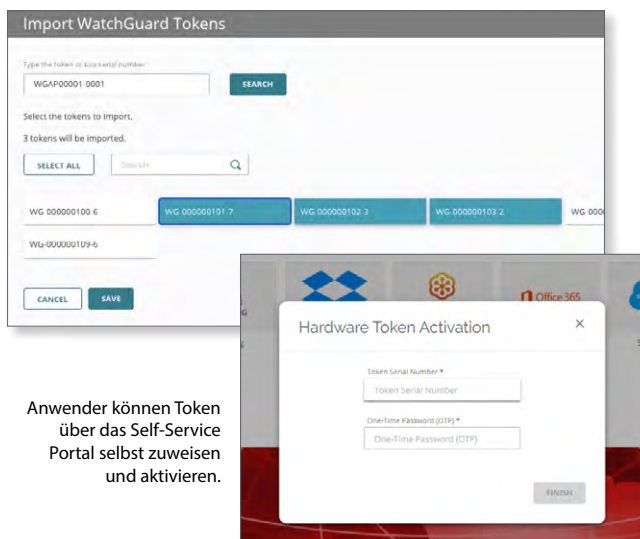 Import WatchGuard Tokens
Type the token or box serial number
WGAP00001-0001
SEARCH
Select the tokens to import.
3 tokens will be imported.
SELECT ALL
Search
WG-000000100-6
WG-000000101-7
WG-000000102-3
WG-000000103-2
WG-000
WG-000000109-6
CANCEL
SAVE
Office 365
Hardware Token Activation
×
Token Serial Number *
Token Serial Number
One-Time Password (OTP) *
One-Time Password (OTP)
FINISH
Anwender können Token
über das Self-Service
Portal selbst zuweisen
und aktivieren.